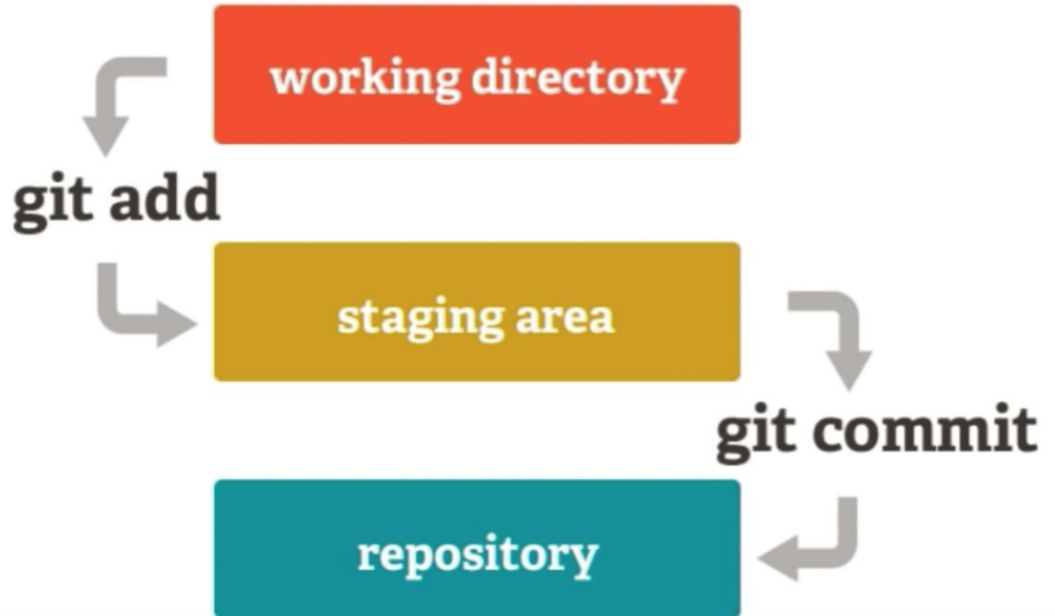 working directory
git add
staging area
git commit
repository